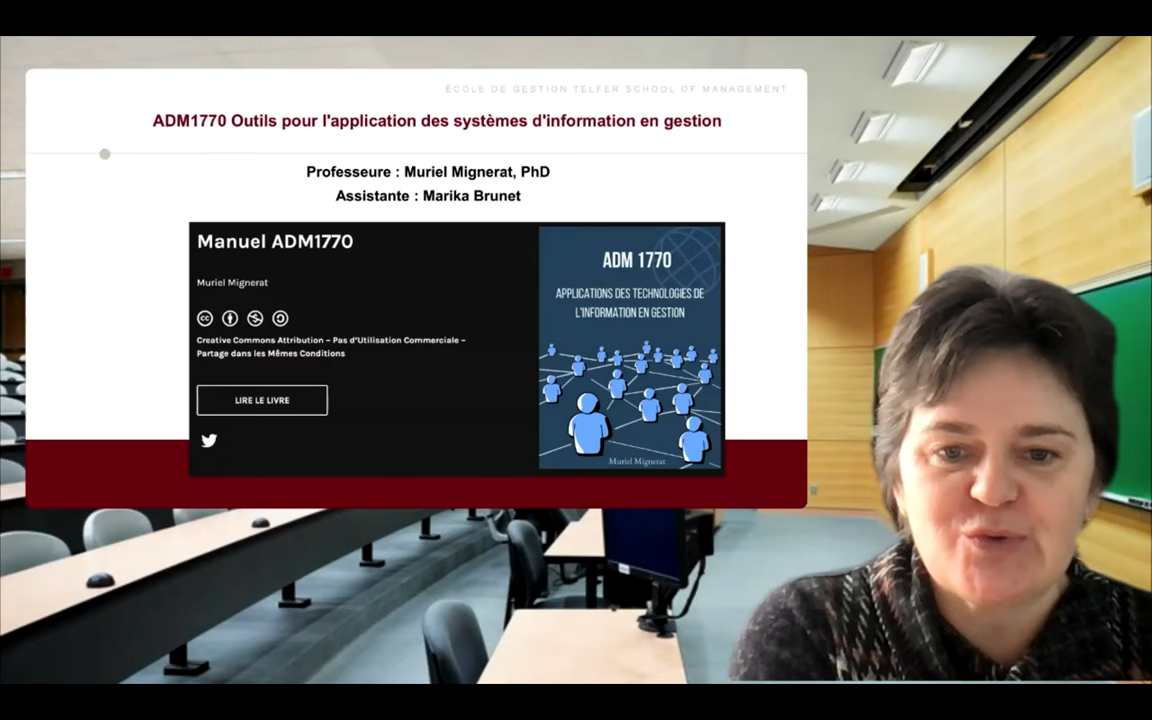 ÉCOLE DE GESTION TELFER SCHOOL OF MANAGEMENT
ADM1770 Outils pour l'application des systèmes d'information en gestion
Professeure : Muriel Mignerat, PhD
Assistante : Marika Brunet
Manuel ADM1770
Muriel Mignerat
Creative Commons Attribution – Pas d'Utilisation Commerciale –
Partage dans les Mêmes Conditions
LIRE LE LIVRE
ADM 1770
APPLICATIONS DES TECHNOLOGIES DE
L'INFORMATION EN GESTION
Muriel Mignerat